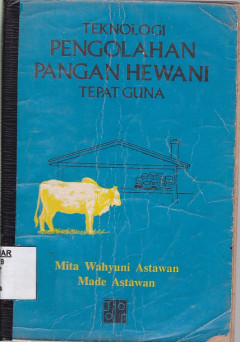 TEKNOLOGI
PENGOLAHAN
PANGAN HEWANI
TEPAT GUNA
Mita Wahyuni Astawan
Made Astawan